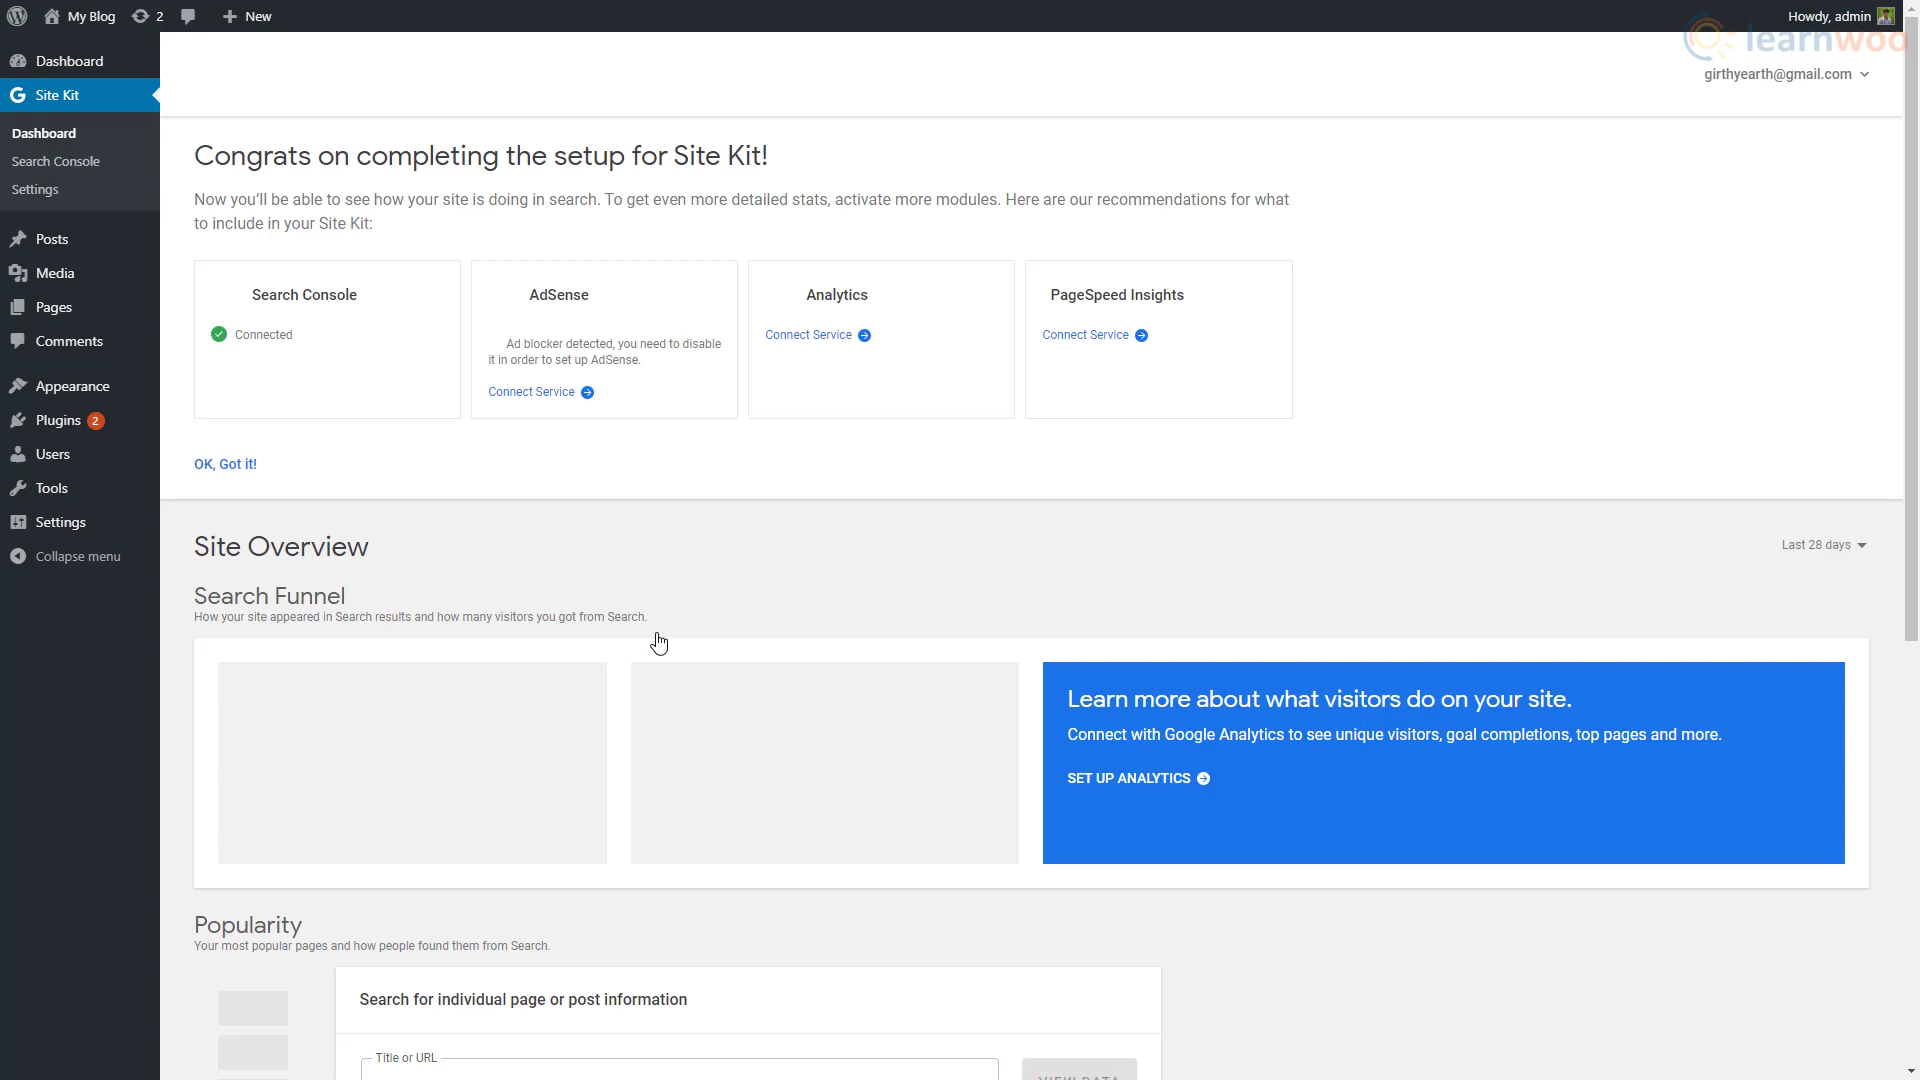 My Blog
2
New
Howdy, admin
learnwoo
girthyearth@gmail.com
Dashboard
Site Kit
Dashboard
Search Console
Settings
Posts
Media
Pages
Comments
Appearance
Plugins 2
Users
Tools
Settings
Collapse menu
Congrats on completing the setup for Site Kit!
Now you’ll be able to see how your site is doing in search. To get even more detailed stats, activate more modules. Here are our recommendations for what
to include in your Site Kit:
Search Console
Connected
AdSense
Ad blocker detected, you need to disable
it in order to set up AdSense.
Connect Service
Analytics
Connect Service
PageSpeed Insights
Connect Service
OK, Got it!
Site Overview
Last 28 days
Search Funnel
How your site appeared in Search results and how many visitors you got from Search.
Learn more about what visitors do on your site.
Connect with Google Analytics to see unique visitors, goal completions, top pages and more.
SET UP ANALYTICS
Popularity
Your most popular pages and how people found them from Search.
Search for individual page or post information
Title or URL
VIEW DATA